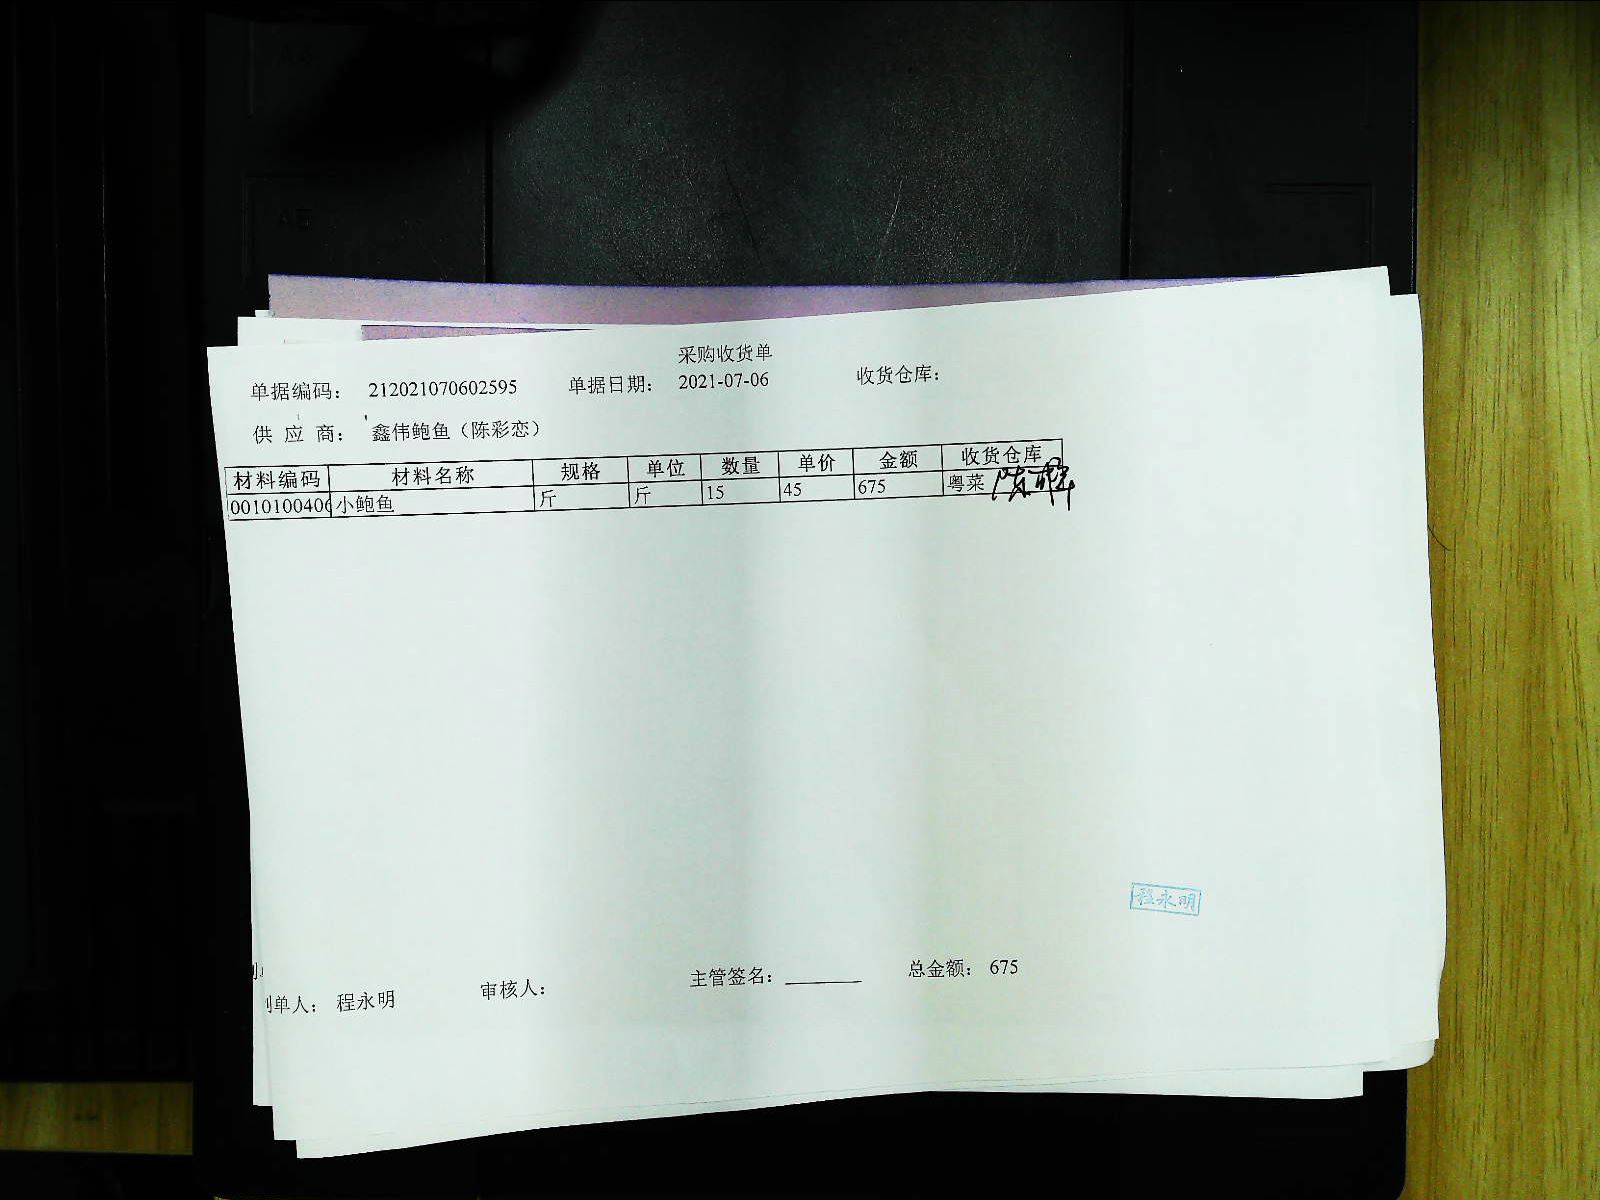 采购收货单
单据编码： 212021070602595 单据日期： 2021-07-06 收货仓库：
供 应 商： 鑫伟鲍鱼（陈彩恋）
材料编码 材料名称 规格 单位 数量 单价 金额 收货仓库
0010100406 小鲍鱼 斤 斤 15 45 675 粤菜
程永明
单人： 程永明 审核人： 主管签名： ______ 总金额： 675